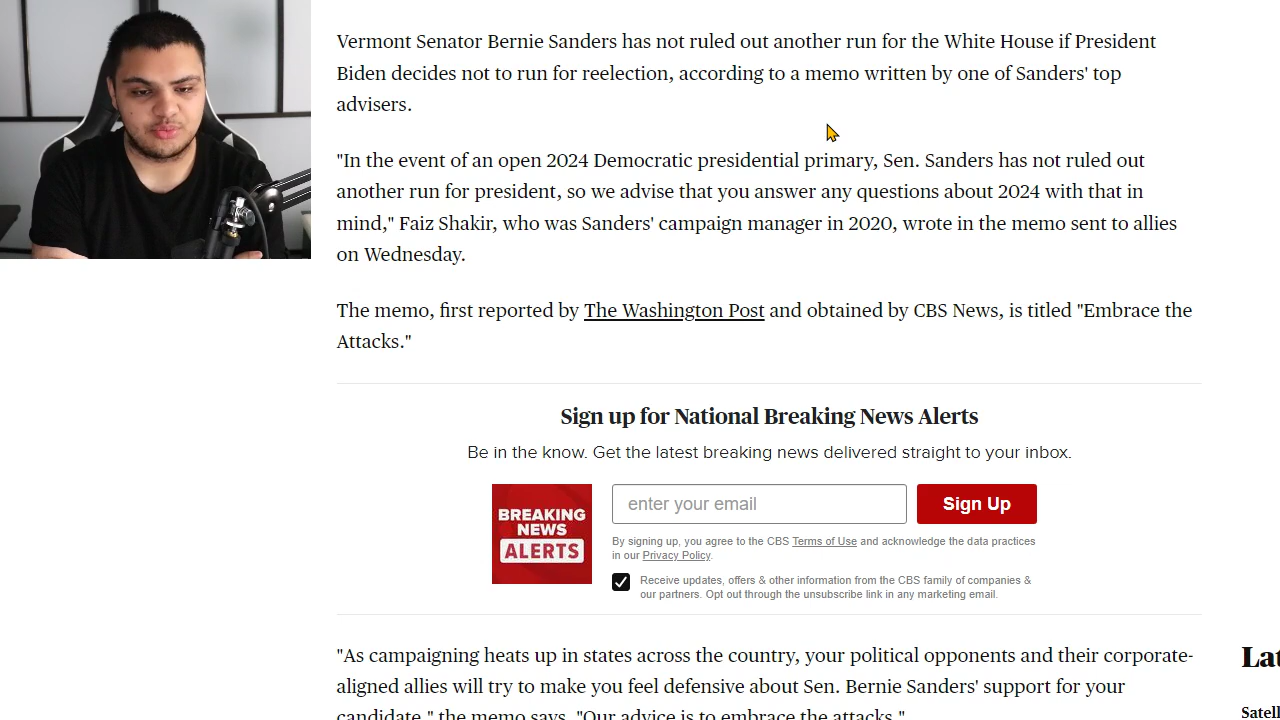 Vermont Senator Bernie Sanders has not ruled out another run for the White House if President
Biden decides not to run for reelection, according to a memo written by one of Sanders' top
advisers.
"In the event of an open 2024 Democratic presidential primary, Sen. Sanders has not ruled out
another run for president, so we advise that you answer any questions about 2024 with that in
mind," Faiz Shakir, who was Sanders' campaign manager in 2020, wrote in the memo sent to allies
on Wednesday.
The memo, first reported by The Washington Post and obtained by CBS News, is titled "Embrace the
Attacks."
Sign up for National Breaking News Alerts
Be in the know. Get the latest breaking news delivered straight to your inbox.
BREAKING
NEWS
ALERTS
enter your email
Sign Up
By signing up, you agree to the CBS Terms of Use and acknowledge the data practices
in our Privacy Policy.
Receive updates, offers & other information from the CBS family of companies &
our partners. Opt out through the unsubscribe link in any marketing email.
"As campaigning heats up in states across the country, your political opponents and their corporate-
aligned allies will try to make you feel defensive about Sen. Bernie Sanders' support for your
candidate," the memo says. "Our advice is to embrace the attacks."